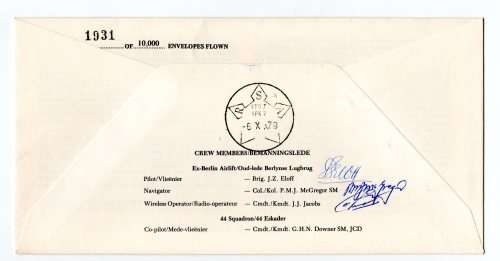 1931
OF 10,000 ENVELOPES FLOWN
R S A
-6 X 79
CREW MEMBERS/BEMANNINGSLEDE
Ex-Berlin Airlift/Oud-lede Berlynse Lugbrug
Pilot/Vlieënier — Brig. J.Z. Eloff
Navigator — Col./Kol. P.M.J. McGregor SM
Wireless Operator/Radio-operateur — Cmdt./Kmdt. J.J. Jacobs
44 Squadron/44 Eskader
Co-pilot/Mede-vlieënier — Cmdt./Kmdt. G.H.N. Downer SM, JCD